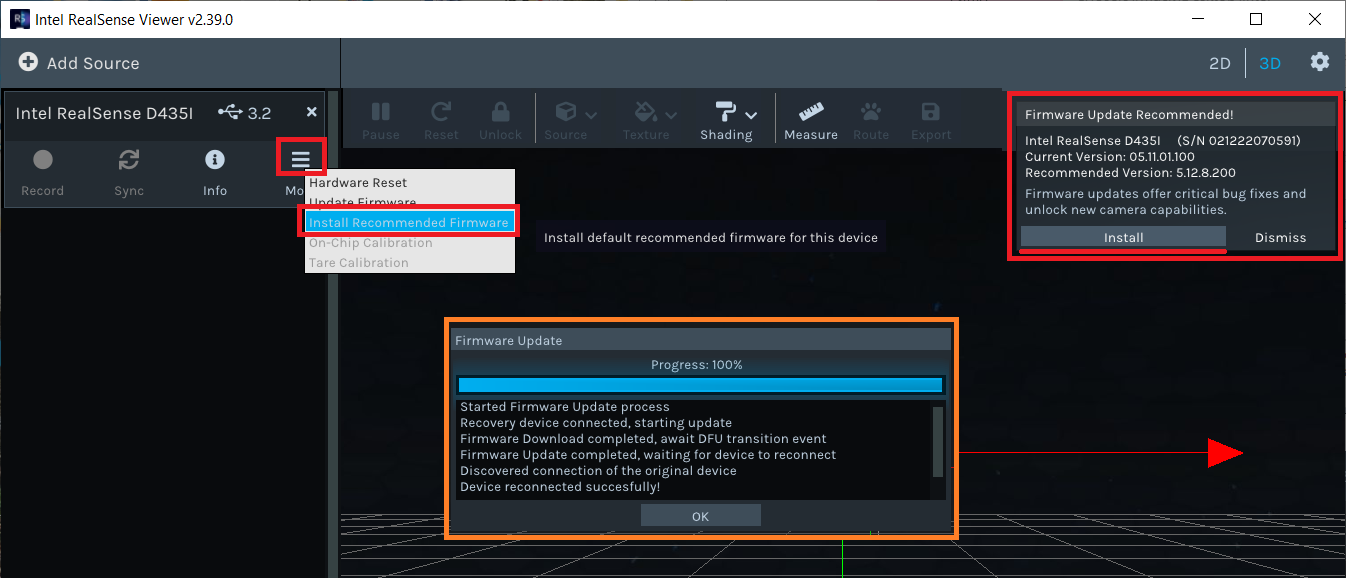 RS Intel RealSense Viewer v2.39.0
Add Source
2D 3D
Intel RealSense D435I 3.2
Record Sync Info Mo
Pause Reset Unlock Source Texture Shading Measure Route Export
Hardware Reset
Update Firmware
Install Recommended Firmware
On-Chip Calibration
Tare Calibration
Install default recommended firmware for this device
Firmware Update Recommended!
Intel RealSense D435I (S/N 021222070591)
Current Version: 05.11.01.100
Recommended Version: 5.12.8.200
Firmware updates offer critical bug fixes and
unlock new camera capabilities.
Install Dismiss
Firmware Update
Progress: 100%
Started Firmware Update process
Recovery device connected, starting update
Firmware Download completed, await DFU transition event
Firmware Update completed, waiting for device to reconnect
Discovered connection of the original device
Device reconnected succesfully!
OK